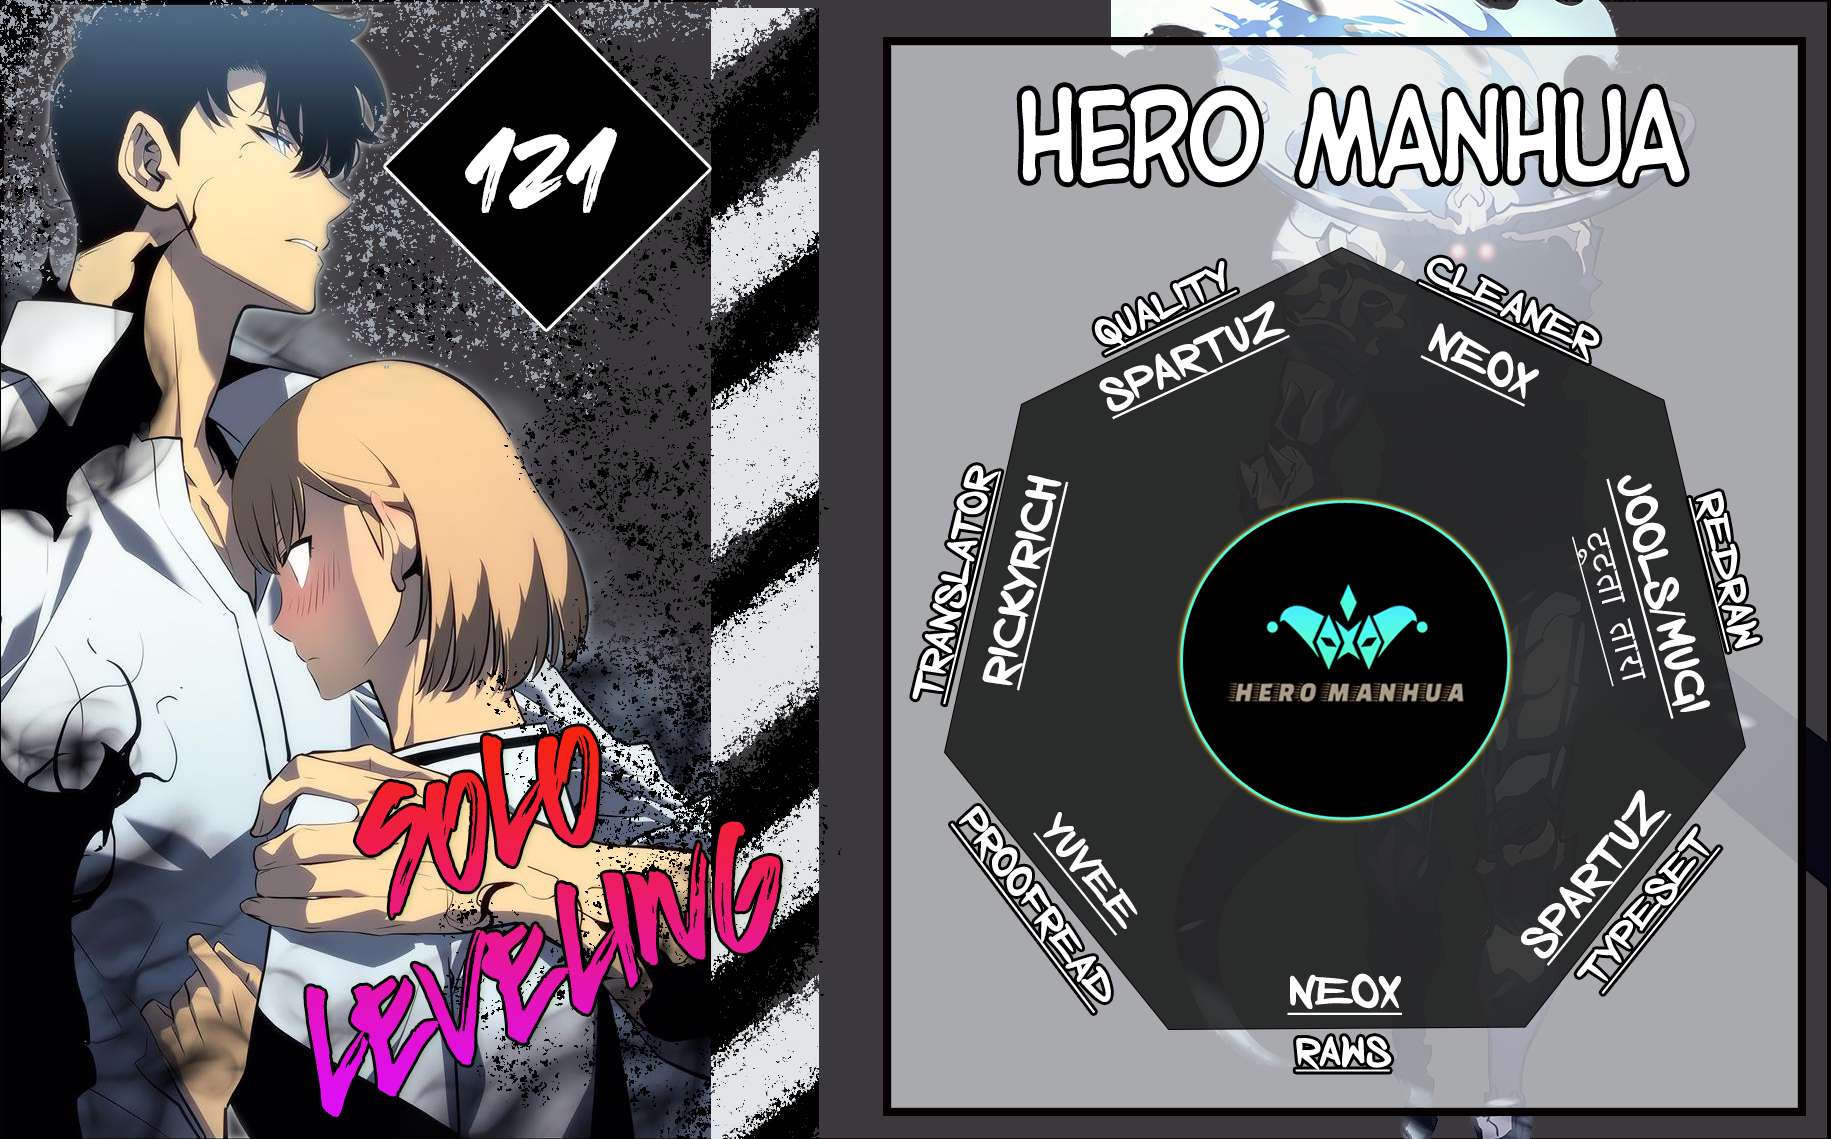 121
SOLO
LEVELING
HERO MANHUA
QUALITY
SPARTUZ
CLEANER
NEOX
TRANSLATOR
RICKYRICH
REDRAW
JOOLS/MUGI
टूटता तारा
HERO MANHUA
PROOFREAD
YUVEE
SPARTUZ
TYPESET
NEOX
RAWS